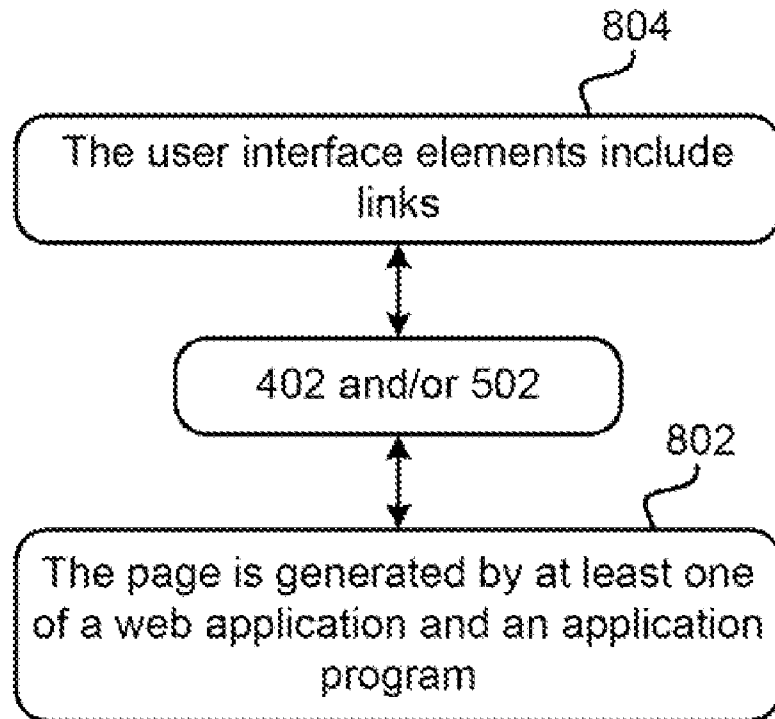 804
The user interface elements include
links
402 and/or 502
802
The page is generated by at least one
of a web application and an application
program